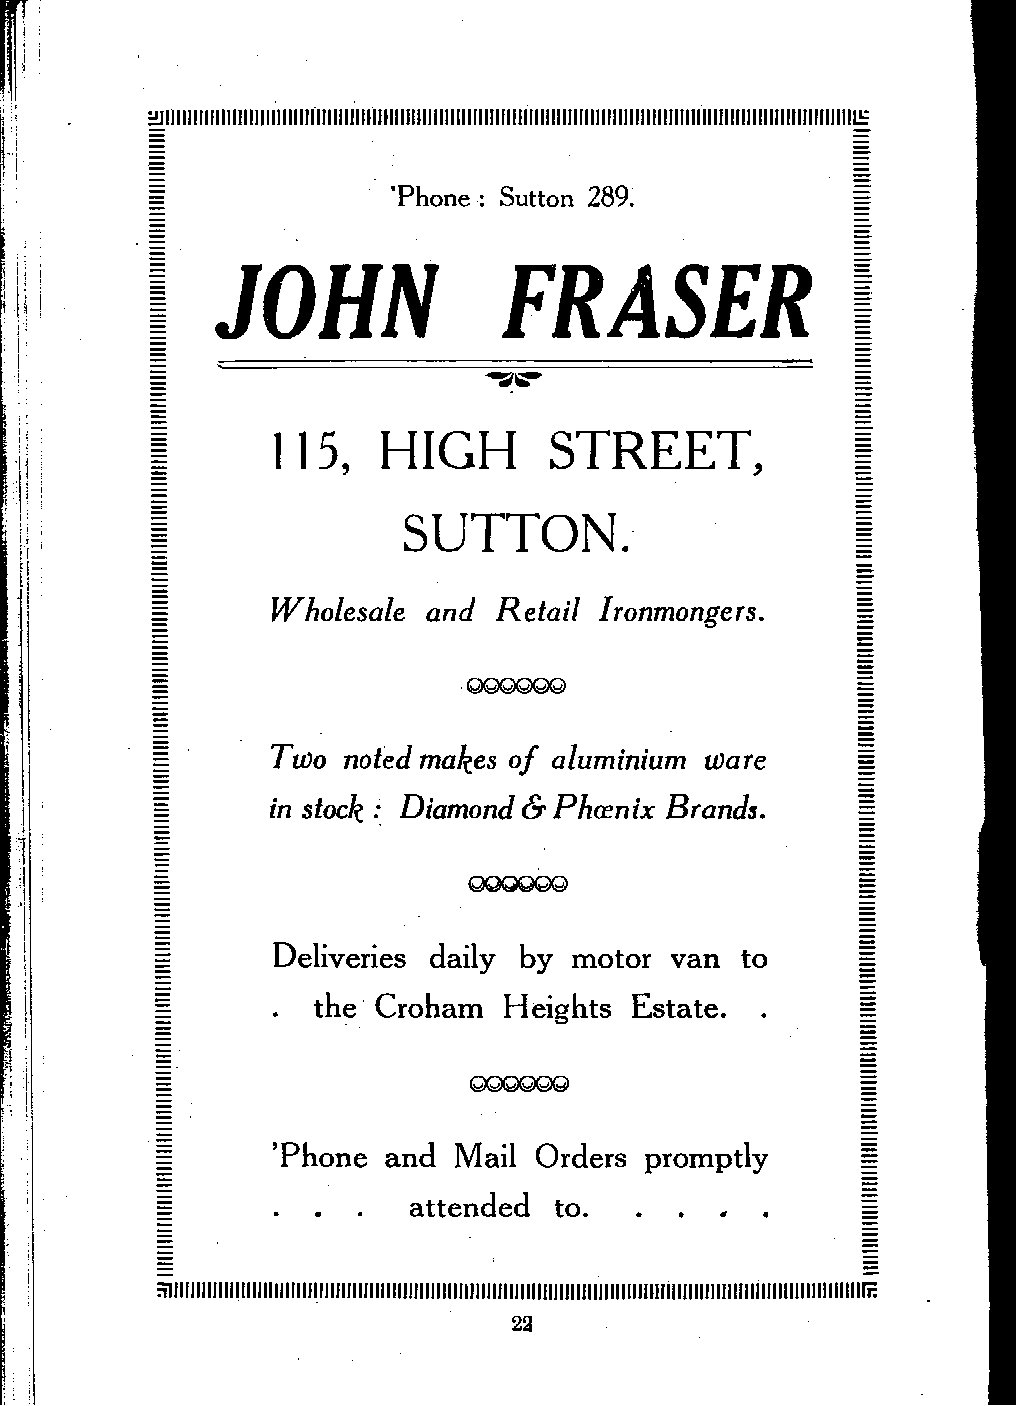 'Phone : Sutton 289.
JOHN FRASER
115, HIGH STREET,
SUTTON.
Wholesale and Retail Ironmongers.
Two noted makes of aluminium ware
in stock : Diamond & Phœnix Brands.
Deliveries daily by motor van to
. the Croham Heights Estate. .
'Phone and Mail Orders promptly
. . . attended to. . . . .
22